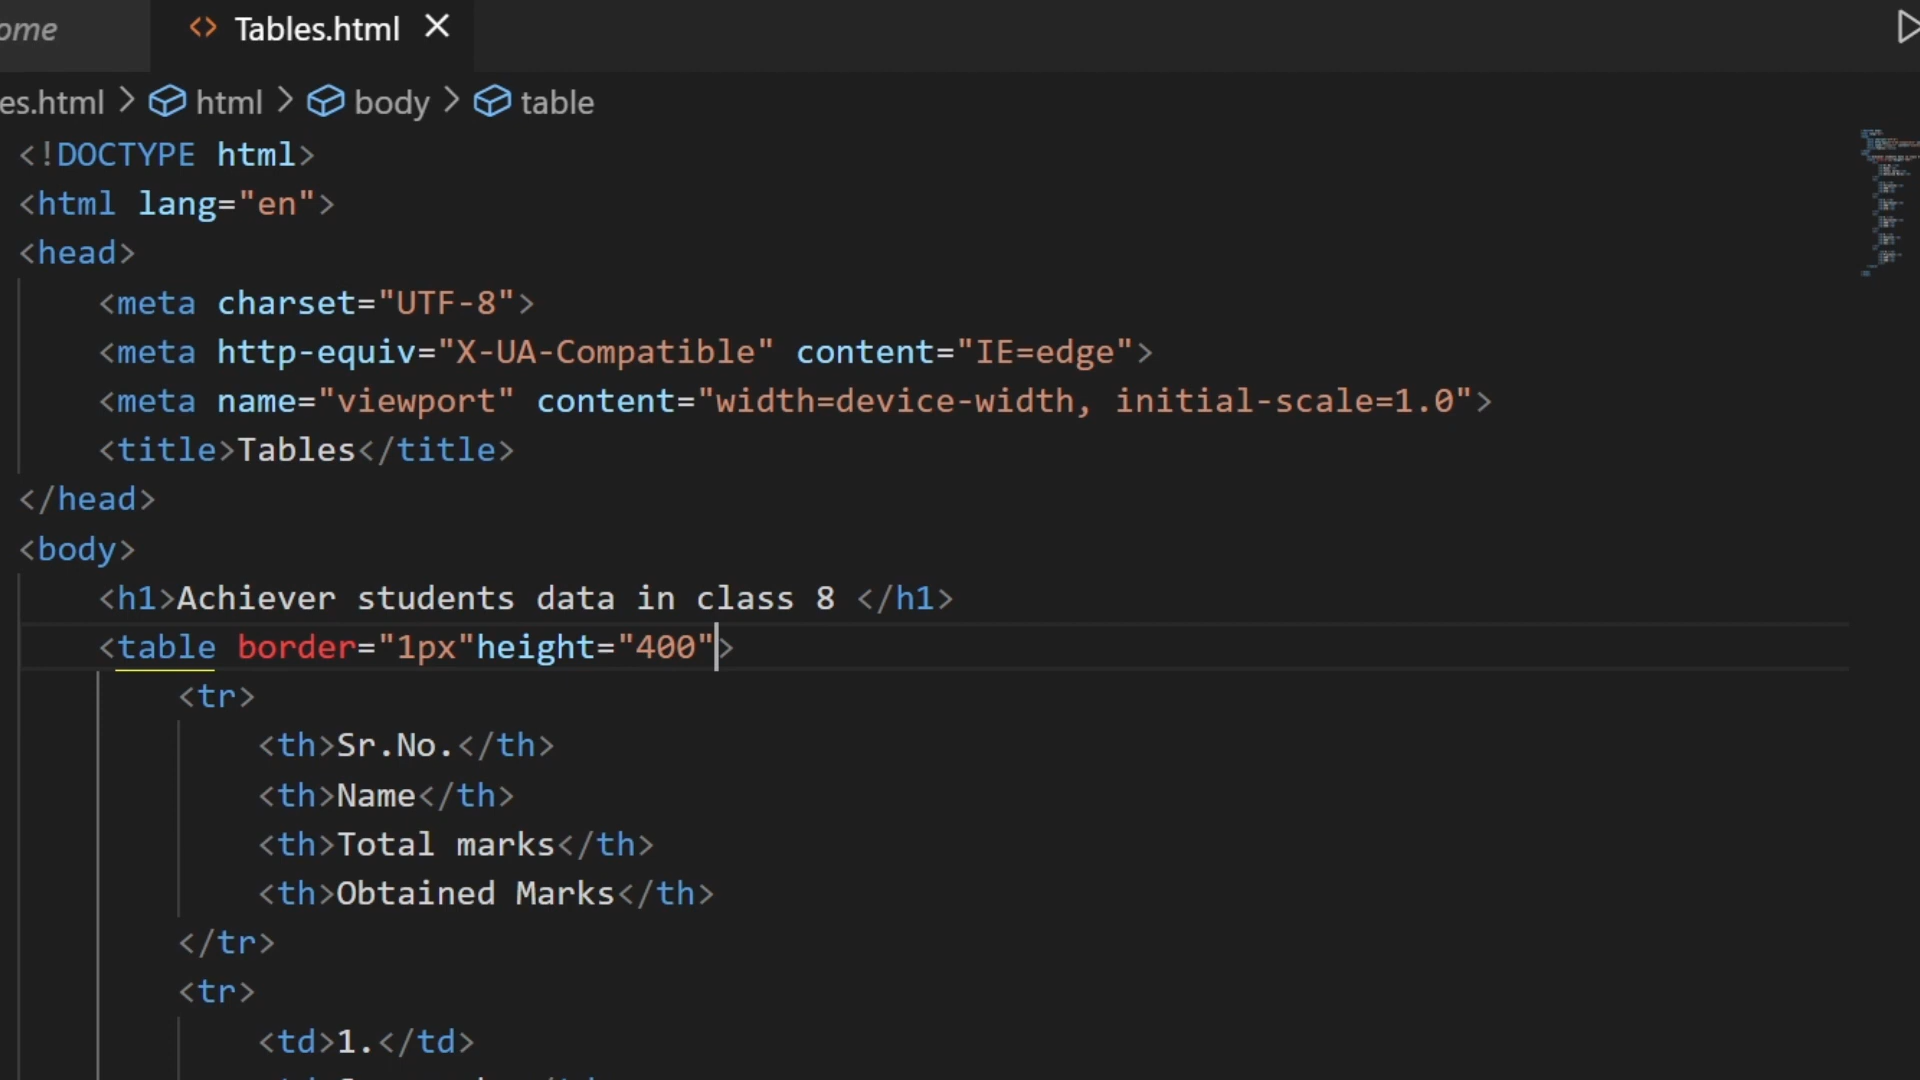 ome Tables.html
es.html > html > body > table
<!DOCTYPE html>
<html lang="en">
<head>
<meta charset="UTF-8">
<meta http-equiv="X-UA-Compatible" content="IE=edge">
<meta name="viewport" content="width=device-width, initial-scale=1.0">
<title>Tables</title>
</head>
<body>
<h1>Achiever students data in class 8 </h1>
<table border="1px"height="400">
<tr>
<th>Sr.No.</th>
<th>Name</th>
<th>Total marks</th>
<th>Obtained Marks</th>
</tr>
<tr>
<td>1.</td>